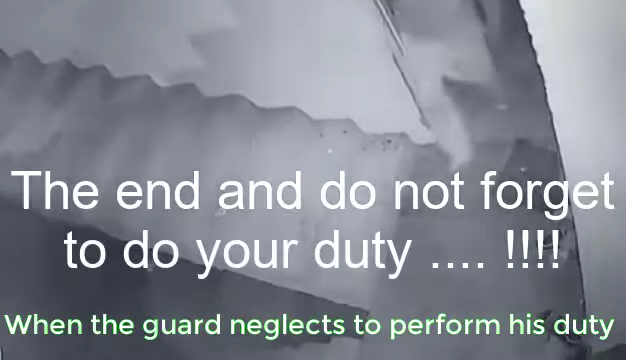 The end and do not forget
to do your duty .... !!!!
When the guard neglects to perform his duty